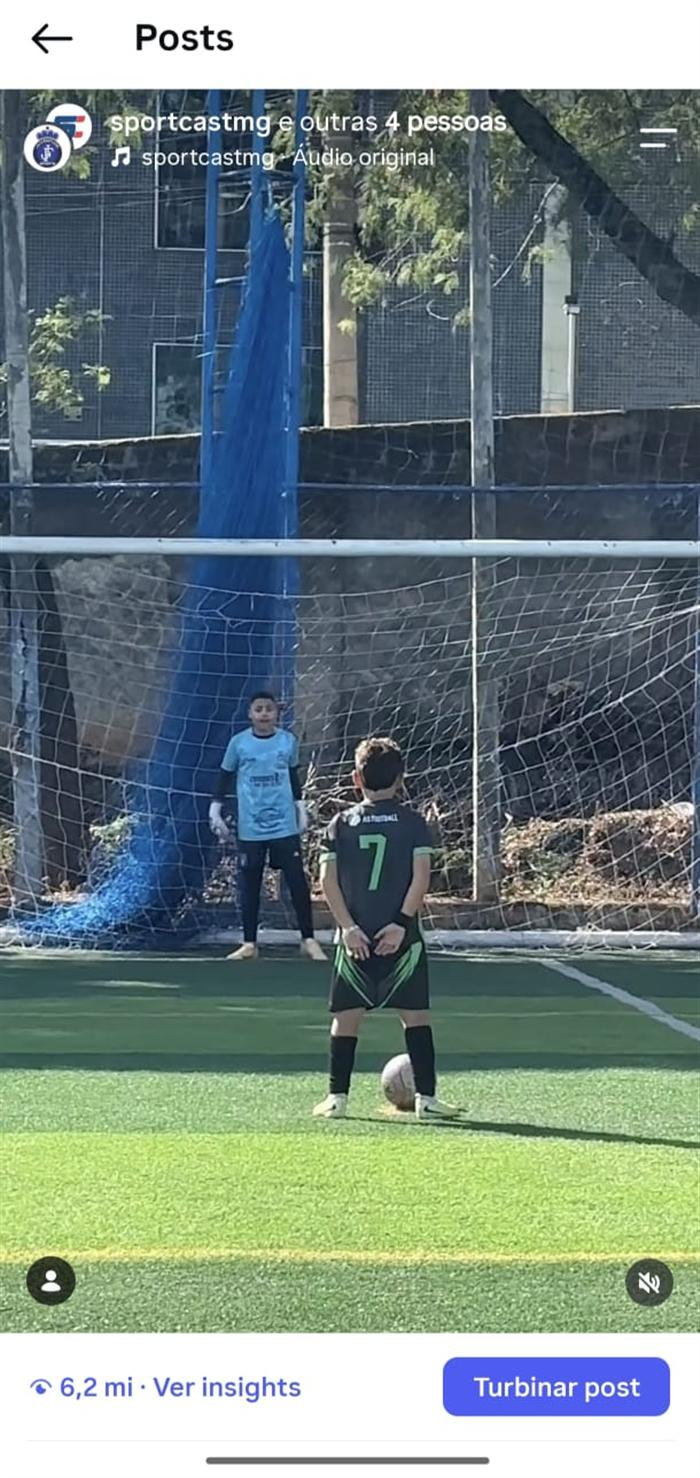 Posts
sportcastmg e outras 4 pessoas
sportcastmg · Áudio original
7
6,2 mi · Ver insights
Turbinar post